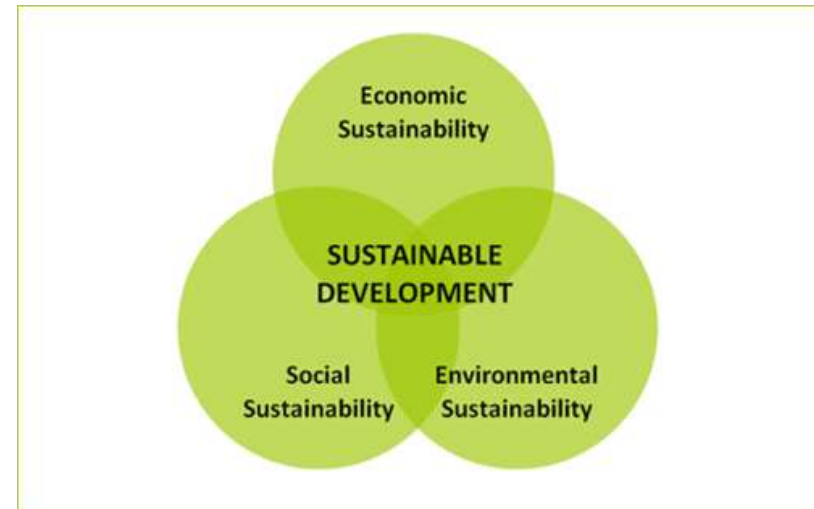 Economic
Sustainability
SUSTAINABLE
DEVELOPMENT
Social
Sustainability
Environmental
Sustainability